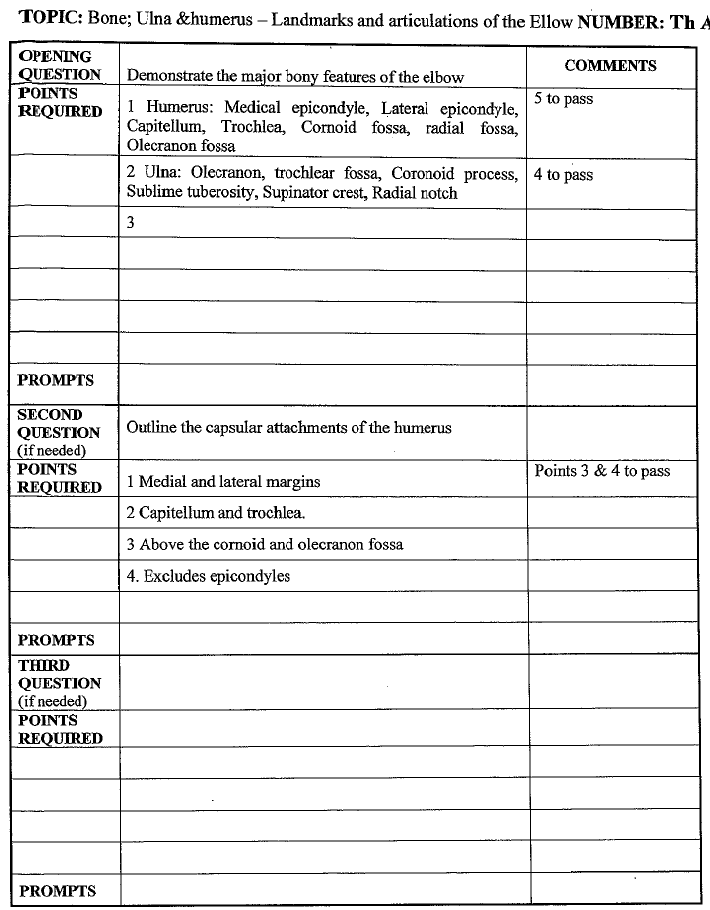 TOPIC: Bone; Ulna &humerus – Landmarks and articulations of the Ellow NUMBER: Th A
OPENING QUESTION
Demonstrate the major bony features of the elbow
COMMENTS
POINTS REQUIRED
1 Humerus: Medical epicondyle, Lateral epicondyle,
Capitellum, Trochlea, Cornoid fossa, radial fossa,
Olecranon fossa
5 to pass
2 Ulna: Olecranon, trochlear fossa, Coronoid process,
Sublime tuberosity, Supinator crest, Radial notch
4 to pass
3
PROMPTS
SECOND QUESTION (if needed)
Outline the capsular attachments of the humerus
POINTS REQUIRED
1 Medial and lateral margins
Points 3 & 4 to pass
2 Capitellum and trochlea.
3 Above the cornoid and olecranon fossa
4. Excludes epicondyles
PROMPTS
THIRD QUESTION (if needed)
POINTS REQUIRED
PROMPTS